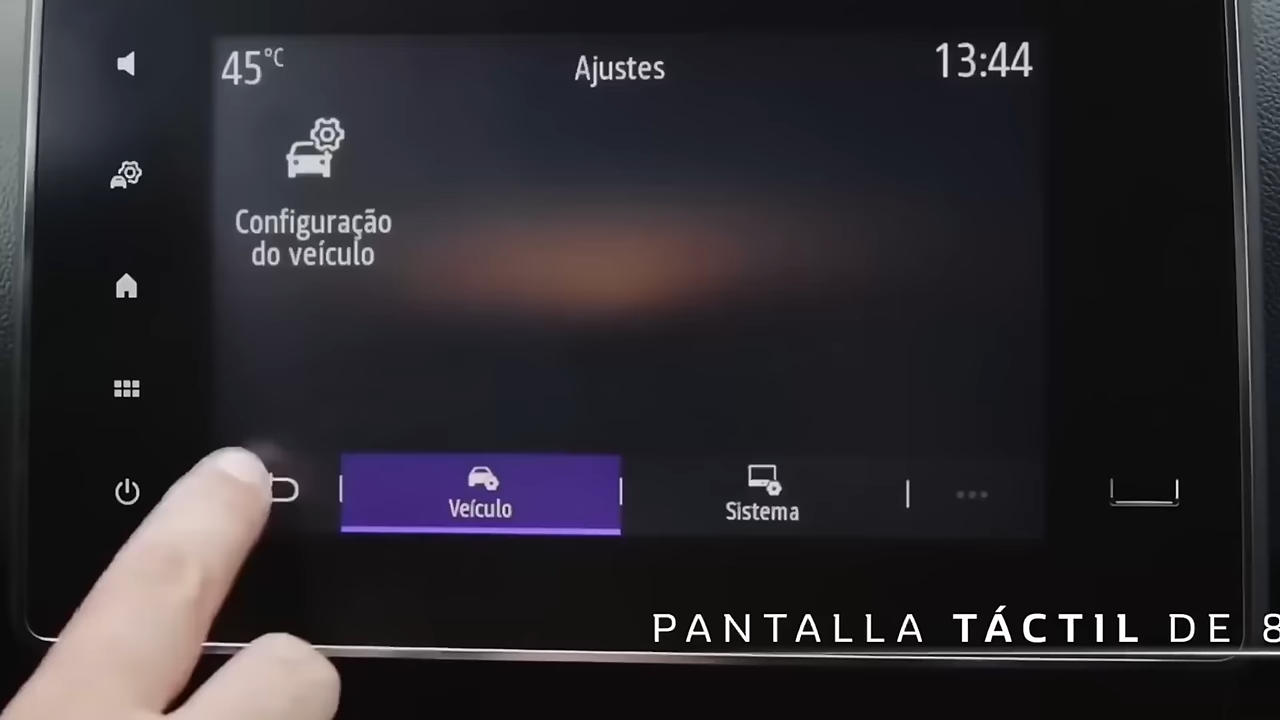 45°C
Ajustes
13:44
Configuração
do veículo
Veículo
Sistema
PANTALLA TÁCTIL DE 8